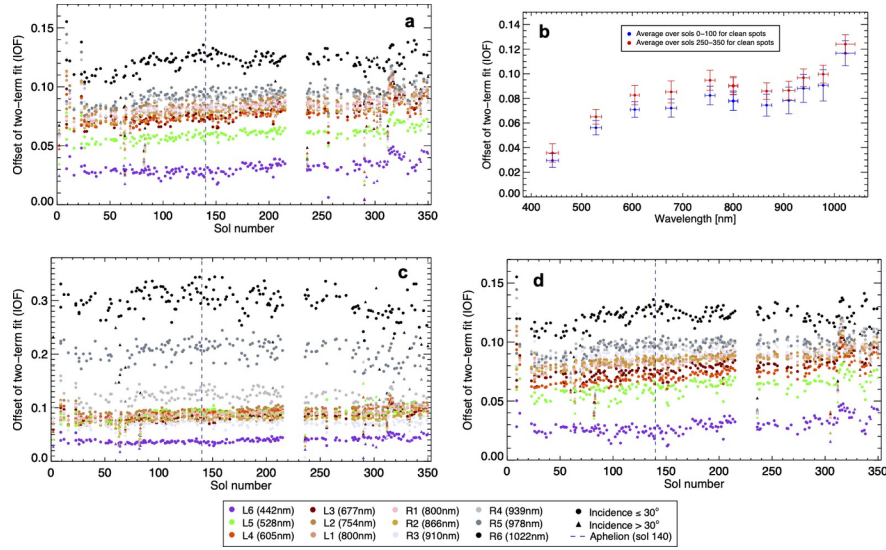 a
Offset of two-term fit (IOF)
0.15
0.10
0.05
0.00
0 50 100 150 200 250 300 350
Sol number
b
Average over sols 0-100 for clean spots
Average over sols 250-350 for clean spots
Offset of two-term fit (IOF)
0.14
0.12
0.10
0.08
0.06
0.04
0.02
0.00
400 500 600 700 800 900 1000
Wavelength [nm]
c
Offset of two-term fit (IOF)
0.3
0.2
0.1
0.0
0 50 100 150 200 250 300 350
Sol number
d
Offset of two-term fit (IOF)
0.15
0.10
0.05
0.00
0 50 100 150 200 250 300 350
Sol number
L6 (442nm) L3 (677nm) R1 (800nm) R4 (939nm) Incidence ≤ 30°
L5 (528nm) L2 (754nm) R2 (866nm) R5 (978nm) Incidence > 30°
L4 (605nm) L1 (800nm) R3 (910nm) R6 (1022nm) Aphelion (sol 140)